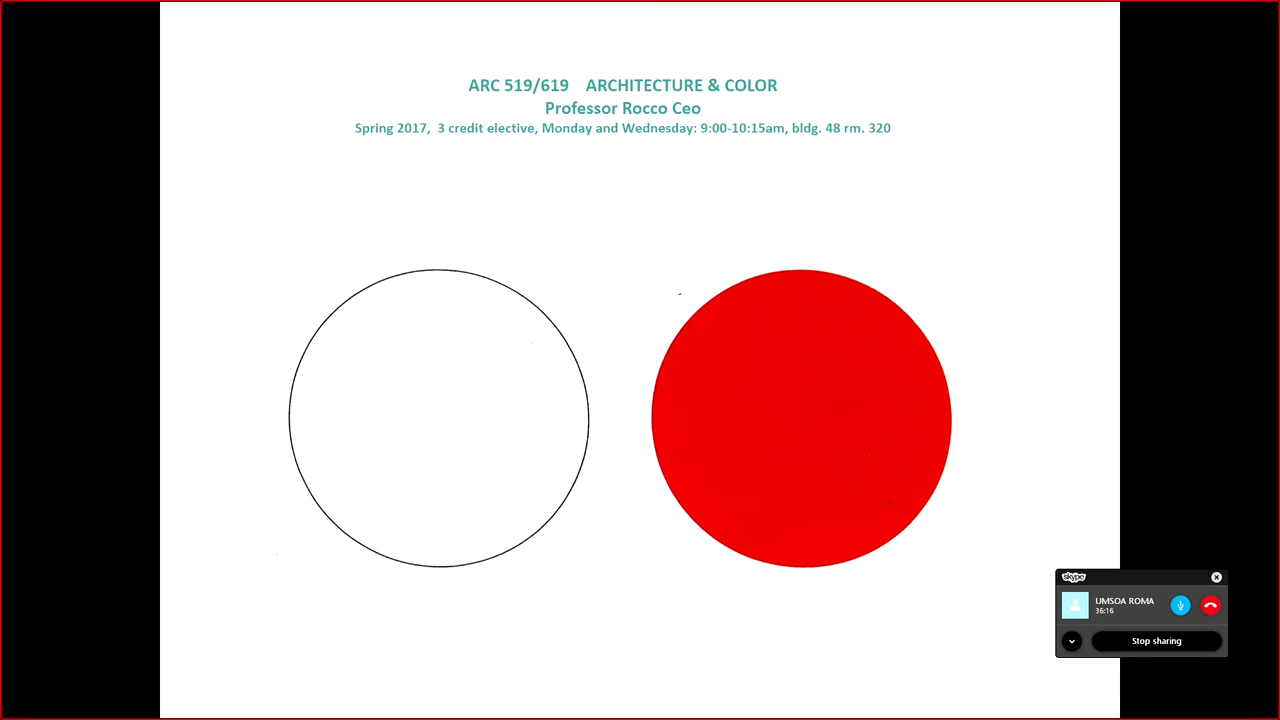 ARC 519/619 ARCHITECTURE & COLOR
Professor Rocco Ceo
Spring 2017, 3 credit elective, Monday and Wednesday: 9:00-10:15am, bldg. 48 rm. 320
skype
UMSOA ROMA
36:16
Stop sharing